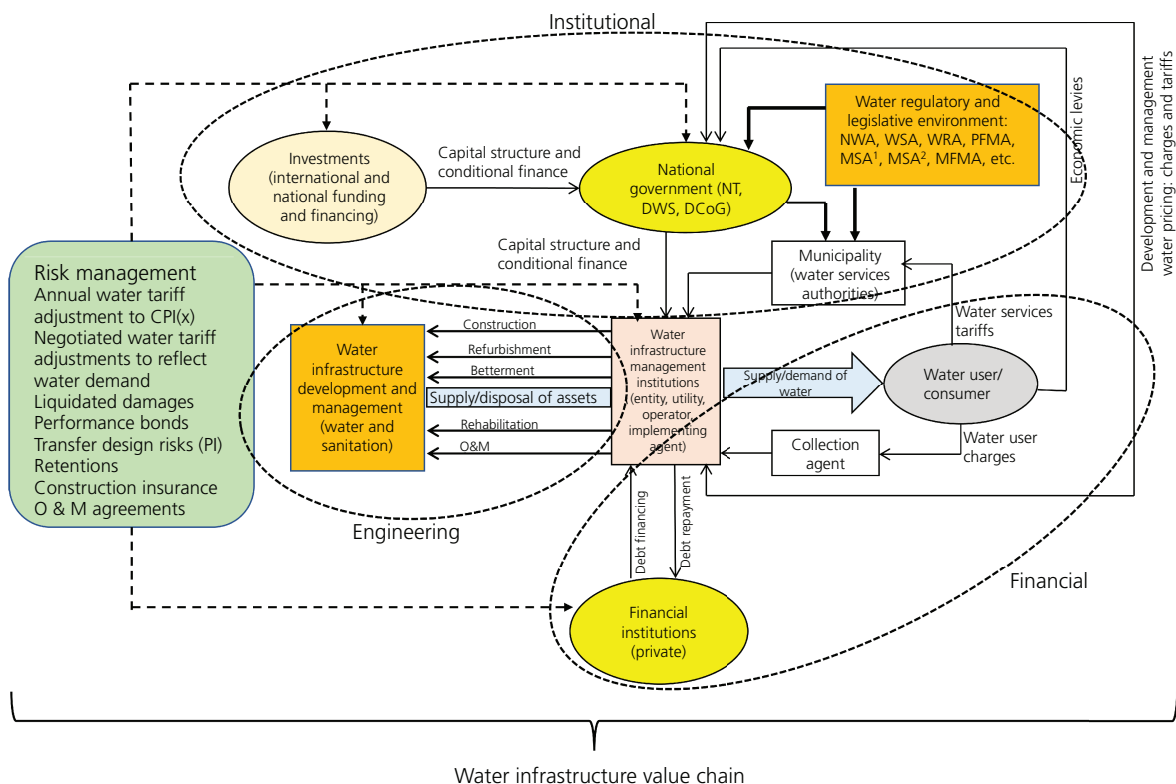 Institutional
Development and management
water pricing: charges and tariffs
Economic levies
Water regulatory and
legislative environment:
NWA, WSA, WRA, PFMA,
MSA¹, MSA², MFMA, etc.
Investments
(international and
national funding
and financing)
Capital structure and
conditional finance
National
government (NT,
DWS, DCoG)
Capital structure and
conditional finance
Municipality
(water services
authorities)
Risk management
Annual water tariff
adjustment to CPI(x)
Negotiated water tariff
adjustments to reflect
water demand
Liquidated damages
Performance bonds
Transfer design risks (PI)
Retentions
Construction insurance
O & M agreements
Water
infrastructure
development and
management
(water and
sanitation)
Construction
Refurbishment
Betterment
Supply/disposal of assets
Rehabilitation
O&M
Water
infrastructure
management
institutions
(entity, utility,
operator,
implementing
agent)
Supply/demand of
water
Water services
tariffs
Water user/
consumer
Water user
charges
Collection
agent
Engineering
Debt financing
Debt repayment
Financial
Financial
institutions
(private)
Water infrastructure value chain